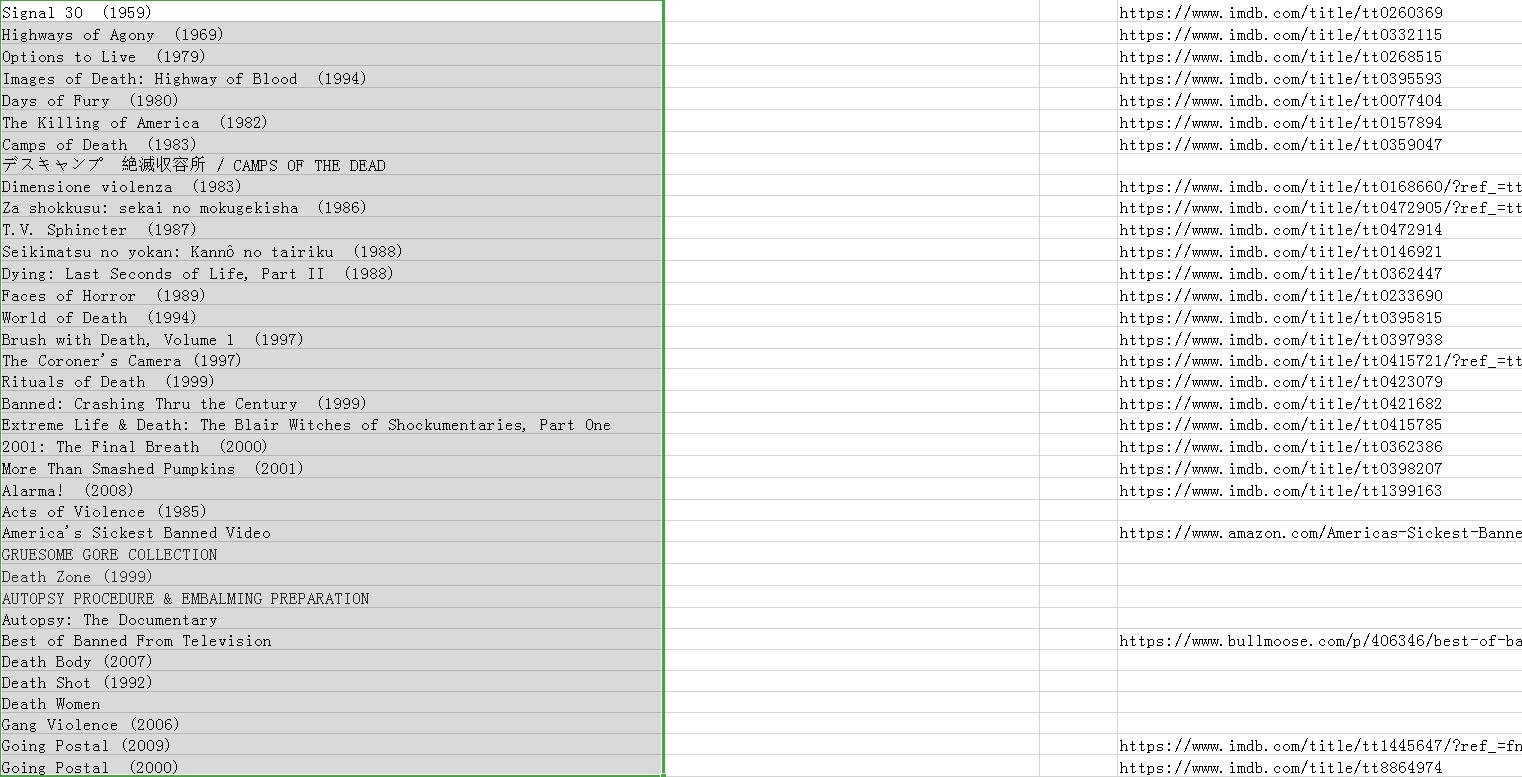 Signal 30  (1959) https://www.imdb.com/title/tt0260369
Highways of Agony  (1969) https://www.imdb.com/title/tt0332115
Options to Live  (1979) https://www.imdb.com/title/tt0268515
Images of Death: Highway of Blood  (1994) https://www.imdb.com/title/tt0395593
Days of Fury  (1980) https://www.imdb.com/title/tt0077404
The Killing of America  (1982) https://www.imdb.com/title/tt0157894
Camps of Death  (1983) https://www.imdb.com/title/tt0359047
デスキャンプ　絶滅収容所 / CAMPS OF THE DEAD
Dimensione violenza  (1983) https://www.imdb.com/title/tt0168660/?ref_=tt
Za shokkusu: sekai no mokugekisha  (1986) https://www.imdb.com/title/tt0472905/?ref_=tt
T.V. Sphincter  (1987) https://www.imdb.com/title/tt0472914
Seikimatsu no yokan: Kannô no tairiku  (1988) https://www.imdb.com/title/tt0146921
Dying: Last Seconds of Life, Part II  (1988) https://www.imdb.com/title/tt0362447
Faces of Horror  (1989) https://www.imdb.com/title/tt0233690
World of Death  (1994) https://www.imdb.com/title/tt0395815
Brush with Death, Volume 1  (1997) https://www.imdb.com/title/tt0397938
The Coroner's Camera (1997) https://www.imdb.com/title/tt0415721/?ref_=tt
Rituals of Death  (1999) https://www.imdb.com/title/tt0423079
Banned: Crashing Thru the Century  (1999) https://www.imdb.com/title/tt0421682
Extreme Life & Death: The Blair Witches of Shockumentaries, Part One https://www.imdb.com/title/tt0415785
2001: The Final Breath  (2000) https://www.imdb.com/title/tt0362386
More Than Smashed Pumpkins  (2001) https://www.imdb.com/title/tt0398207
Alarma!  (2008) https://www.imdb.com/title/tt1399163
Acts of Violence (1985)
America's Sickest Banned Video https://www.amazon.com/Americas-Sickest-Banne
GRUESOME GORE COLLECTION
Death Zone (1999)
AUTOPSY PROCEDURE & EMBALMING PREPARATION
Autopsy: The Documentary
Best of Banned From Television https://www.bullmoose.com/p/406346/best-of-ba
Death Body (2007)
Death Shot (1992)
Death Women
Gang Violence (2006)
Going Postal (2009) https://www.imdb.com/title/tt1445647/?ref_=fn
Going Postal  (2000) https://www.imdb.com/title/tt8864974